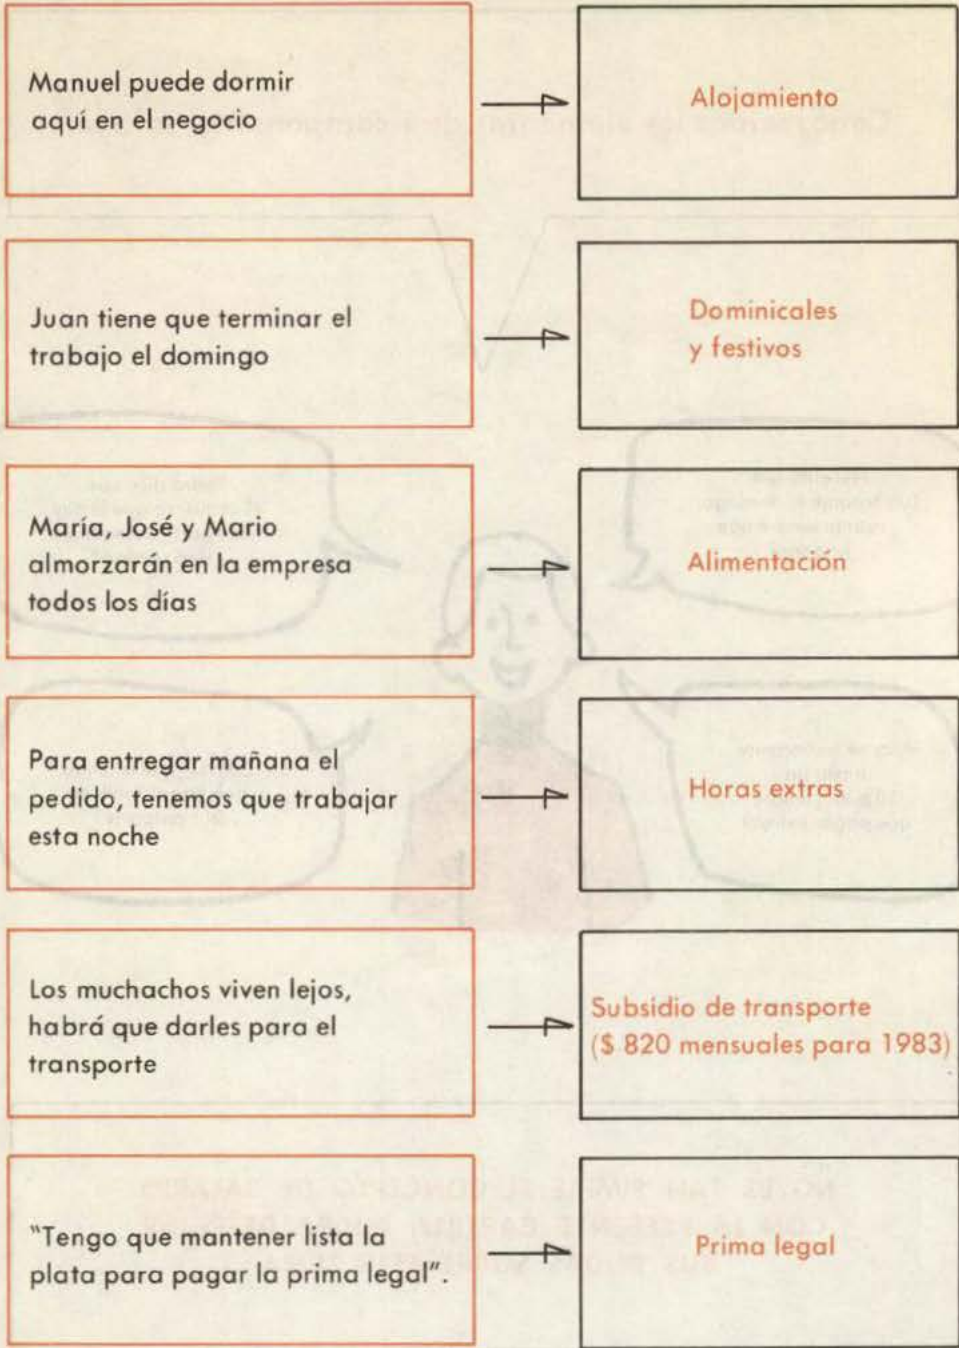 Manuel puede dormir
aquí en el negocio
Alojamiento
Juan tiene que terminar el
trabajo el domingo
Dominicales
y festivos
María, José y Mario
almorzarán en la empresa
todos los días
Alimentación
Para entregar mañana el
pedido, tenemos que trabajar
esta noche
Horas extras
Los muchachos viven lejos,
habrá que darles para el
transporte
Subsidio de transporte
($ 820 mensuales para 1983)
"Tengo que mantener lista la
plata para pagar la prima legal".
Prima legal